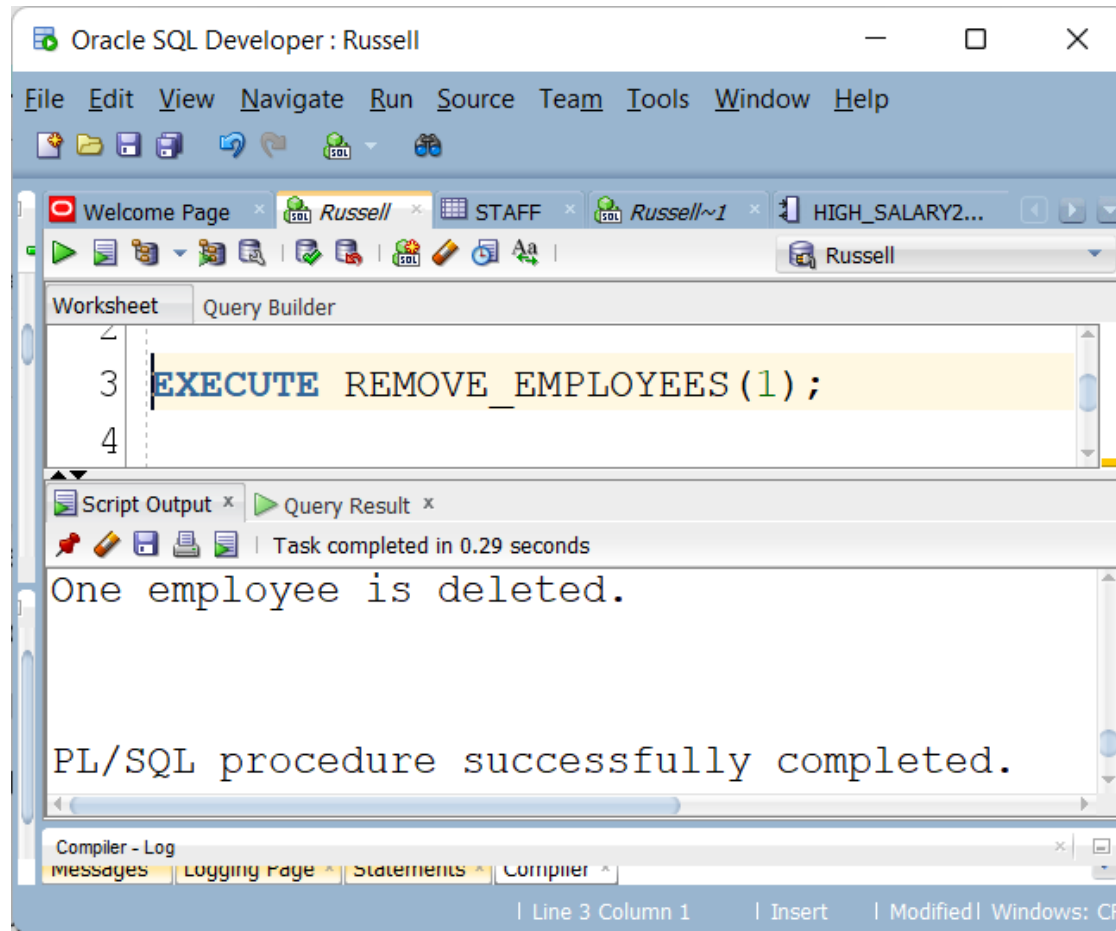 Oracle SQL Developer : Russell
File Edit View Navigate Run Source Team Tools Window Help
Welcome Page Russell STAFF Russell~1 HIGH_SALARY2...
Russell
Worksheet Query Builder
2
3 EXECUTE REMOVE_EMPLOYEES(1);
4
Script Output Query Result
Task completed in 0.29 seconds
One employee is deleted.
PL/SQL procedure successfully completed.
Compiler - Log
Messages Logging Page Statements Compiler
Line 3 Column 1 Insert Modified Windows: CR